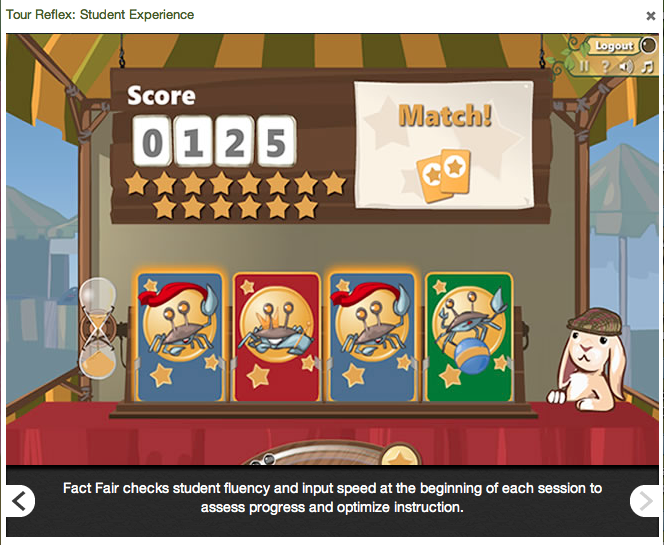 Tour Reflex: Student Experience
Logout
?
Score
Match!
0125
Fact Fair checks student fluency and input speed at the beginning of each session to
assess progress and optimize instruction.